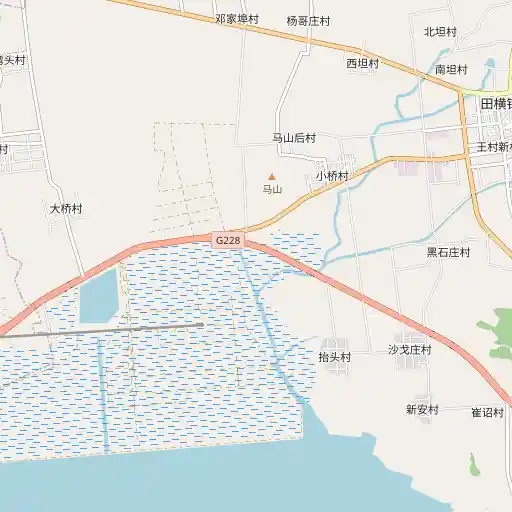 邓家埠村
杨哥庄村
北坦村
西坦村
南坦村
田横镇
马山后村
王村新村
小桥村
马山
大桥村
G228
黑石庄村
抬头村
沙戈庄村
新安村
崔诏村